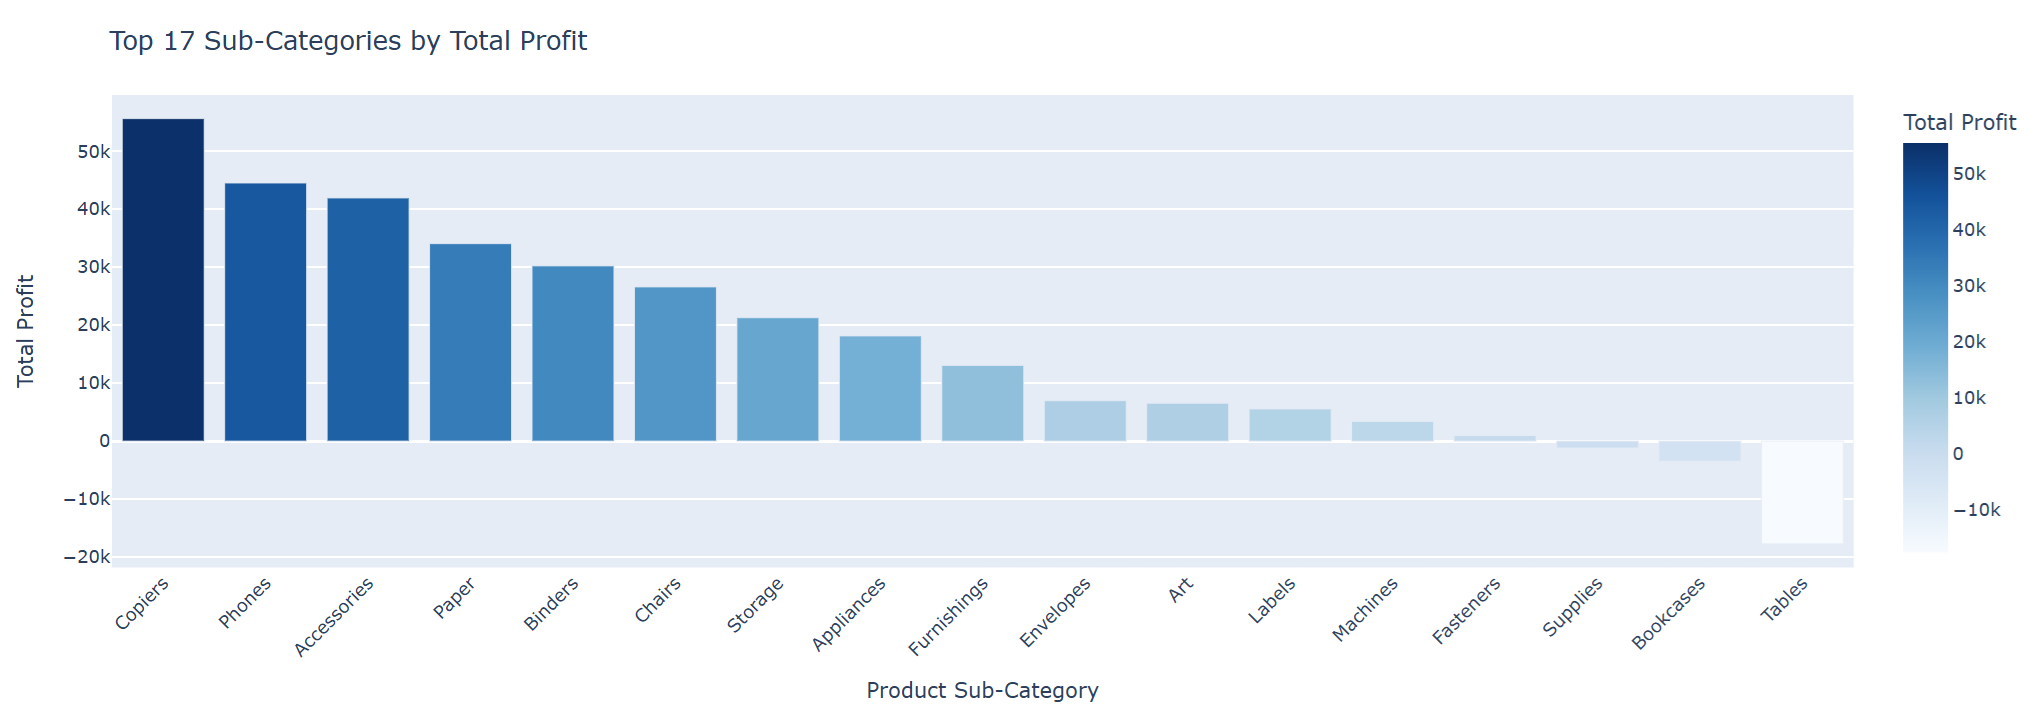 Top 17 Sub-Categories by Total Profit
Total Profit
50k
40k
30k
20k
10k
0
−10k
−20k
Copiers
Phones
Accessories
Paper
Binders
Chairs
Storage
Appliances
Furnishings
Envelopes
Art
Labels
Machines
Fasteners
Supplies
Bookcases
Tables
Product Sub-Category
Total Profit
50k
40k
30k
20k
10k
0
−10k